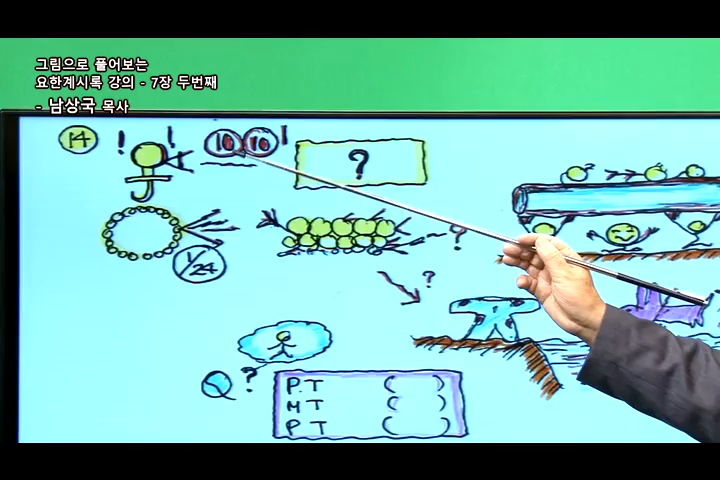 그림으로 풀어보는
요한계시록 강의 - 7장 두번째
- 남상국 목사
14 ! ! 10 10 !
?
?
1/24
?
?
Q ?
P.T ( )
M T ( )
P T ( )